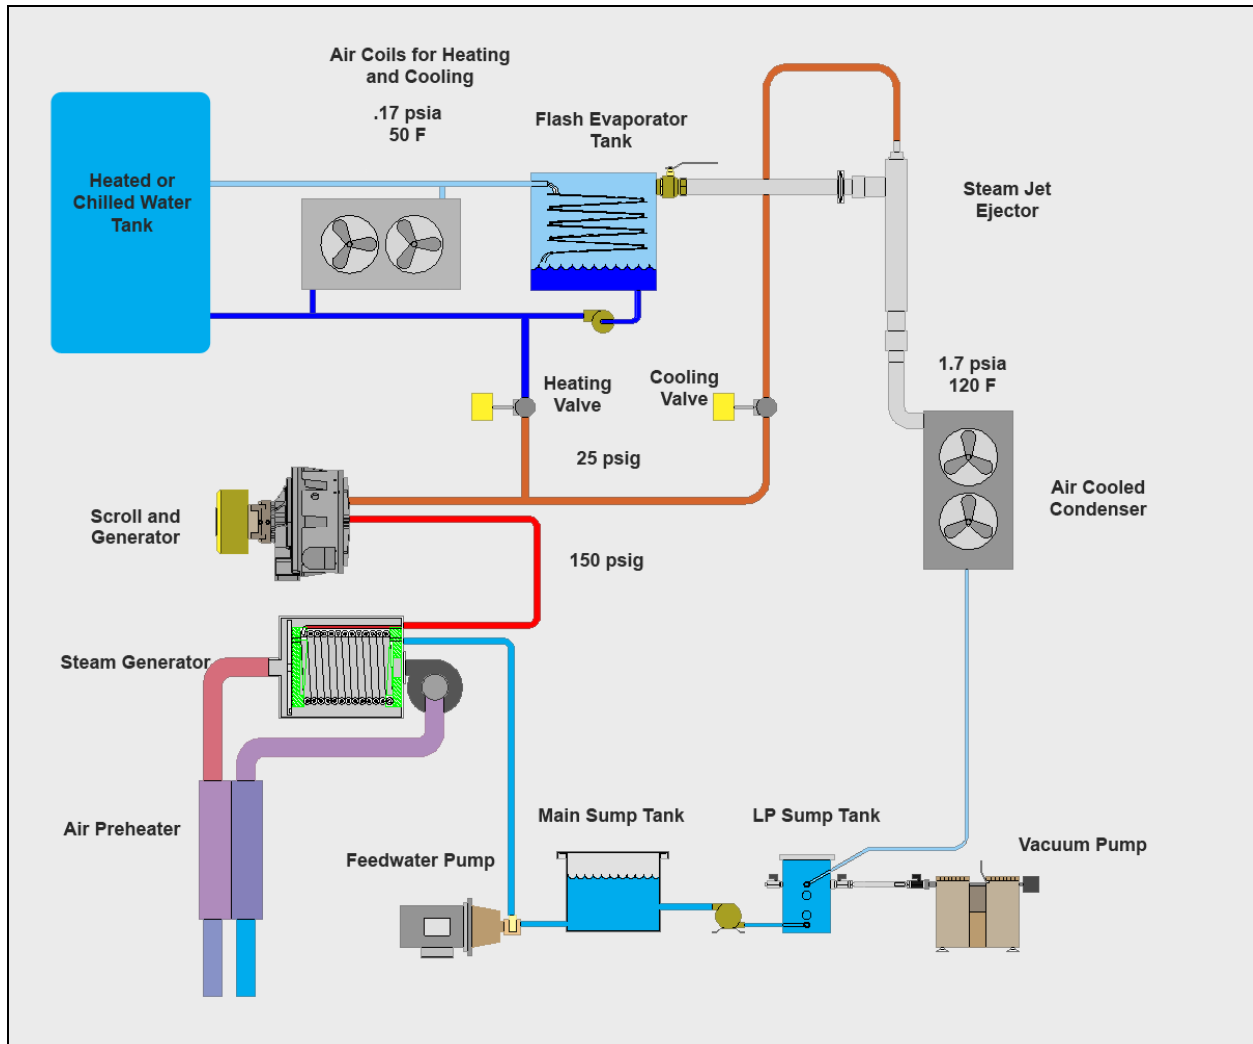 Air Coils for Heating
and Cooling
.17 psia
50 F
Flash Evaporator
Tank
Heated or
Chilled Water
Tank
Steam Jet
Ejector
1.7 psia
120 F
Heating
Valve
Cooling
Valve
25 psig
Air Cooled
Condenser
Scroll and
Generator
150 psig
Steam Generator
Air Preheater
Main Sump Tank
LP Sump Tank
Vacuum Pump
Feedwater Pump